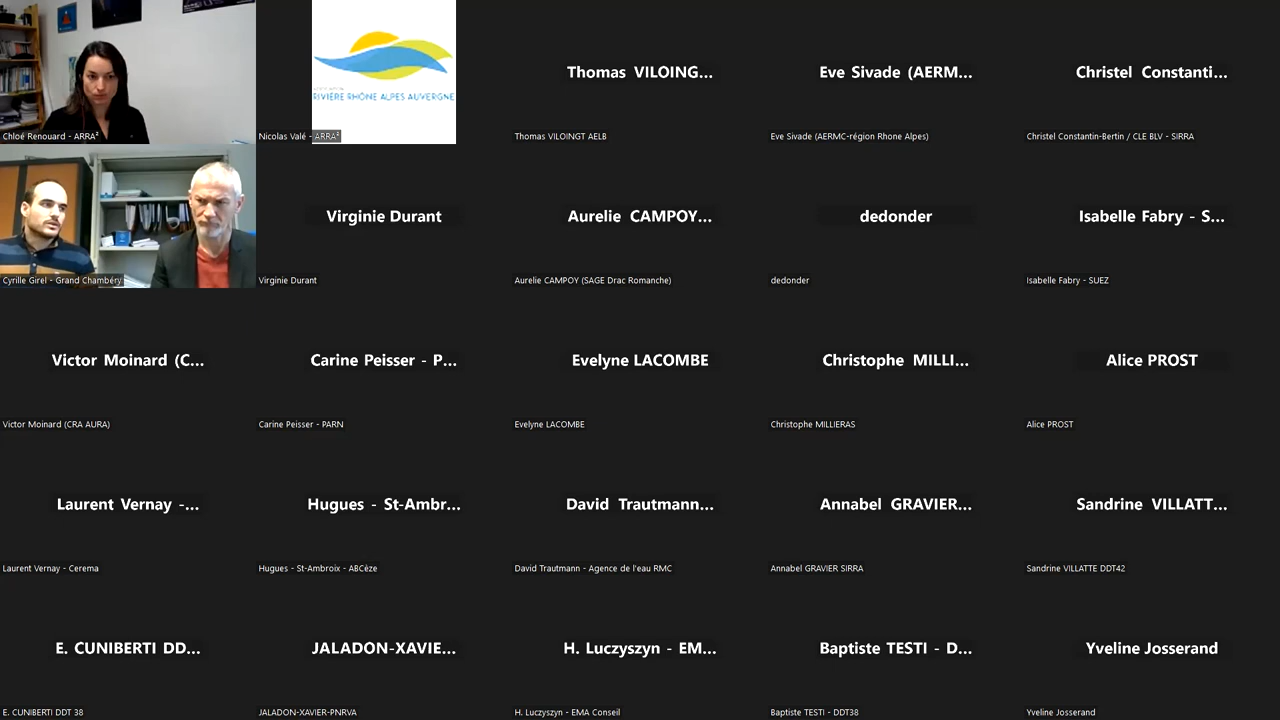 Chloé Renouard - ARRA²
RIVIÈRE RHÔNE ALPES AUVERGNE
Nicolas Valé - ARRA²
Thomas VILOING...
Thomas VILOINGT AELB
Eve Sivade (AERM...
Eve Sivade (AERMC-région Rhone Alpes)
Christel Constanti...
Christel Constantin-Bertin / CLE BLV - SIRRA
Cyrille Girel - Grand Chambéry
Virginie Durant
Virginie Durant
Aurelie CAMPOY...
Aurelie CAMPOY (SAGE Drac Romanche)
dedonder
dedonder
Isabelle Fabry - S...
Isabelle Fabry - SUEZ
Victor Moinard (C...
Victor Moinard (CRA AURA)
Carine Peisser - P...
Carine Peisser - PARN
Evelyne LACOMBE
Evelyne LACOMBE
Christophe MILLI...
Christophe MILLIERAS
Alice PROST
Alice PROST
Laurent Vernay -...
Laurent Vernay - Cerema
Hugues - St-Ambr...
Hugues - St-Ambroix - ABCèze
David Trautmann...
David Trautmann - Agence de l'eau RMC
Annabel GRAVIER...
Annabel GRAVIER SIRRA
Sandrine VILLATT...
Sandrine VILLATTE DDT42
E. CUNIBERTI DD...
E. CUNIBERTI DDT 38
JALADON-XAVIE...
JALADON-XAVIER-PNRVA
H. Luczyszyn - EM...
H. Luczyszyn - EMA Conseil
Baptiste TESTI - D...
Baptiste TESTI - DDT38
Yveline Josserand
Yveline Josserand